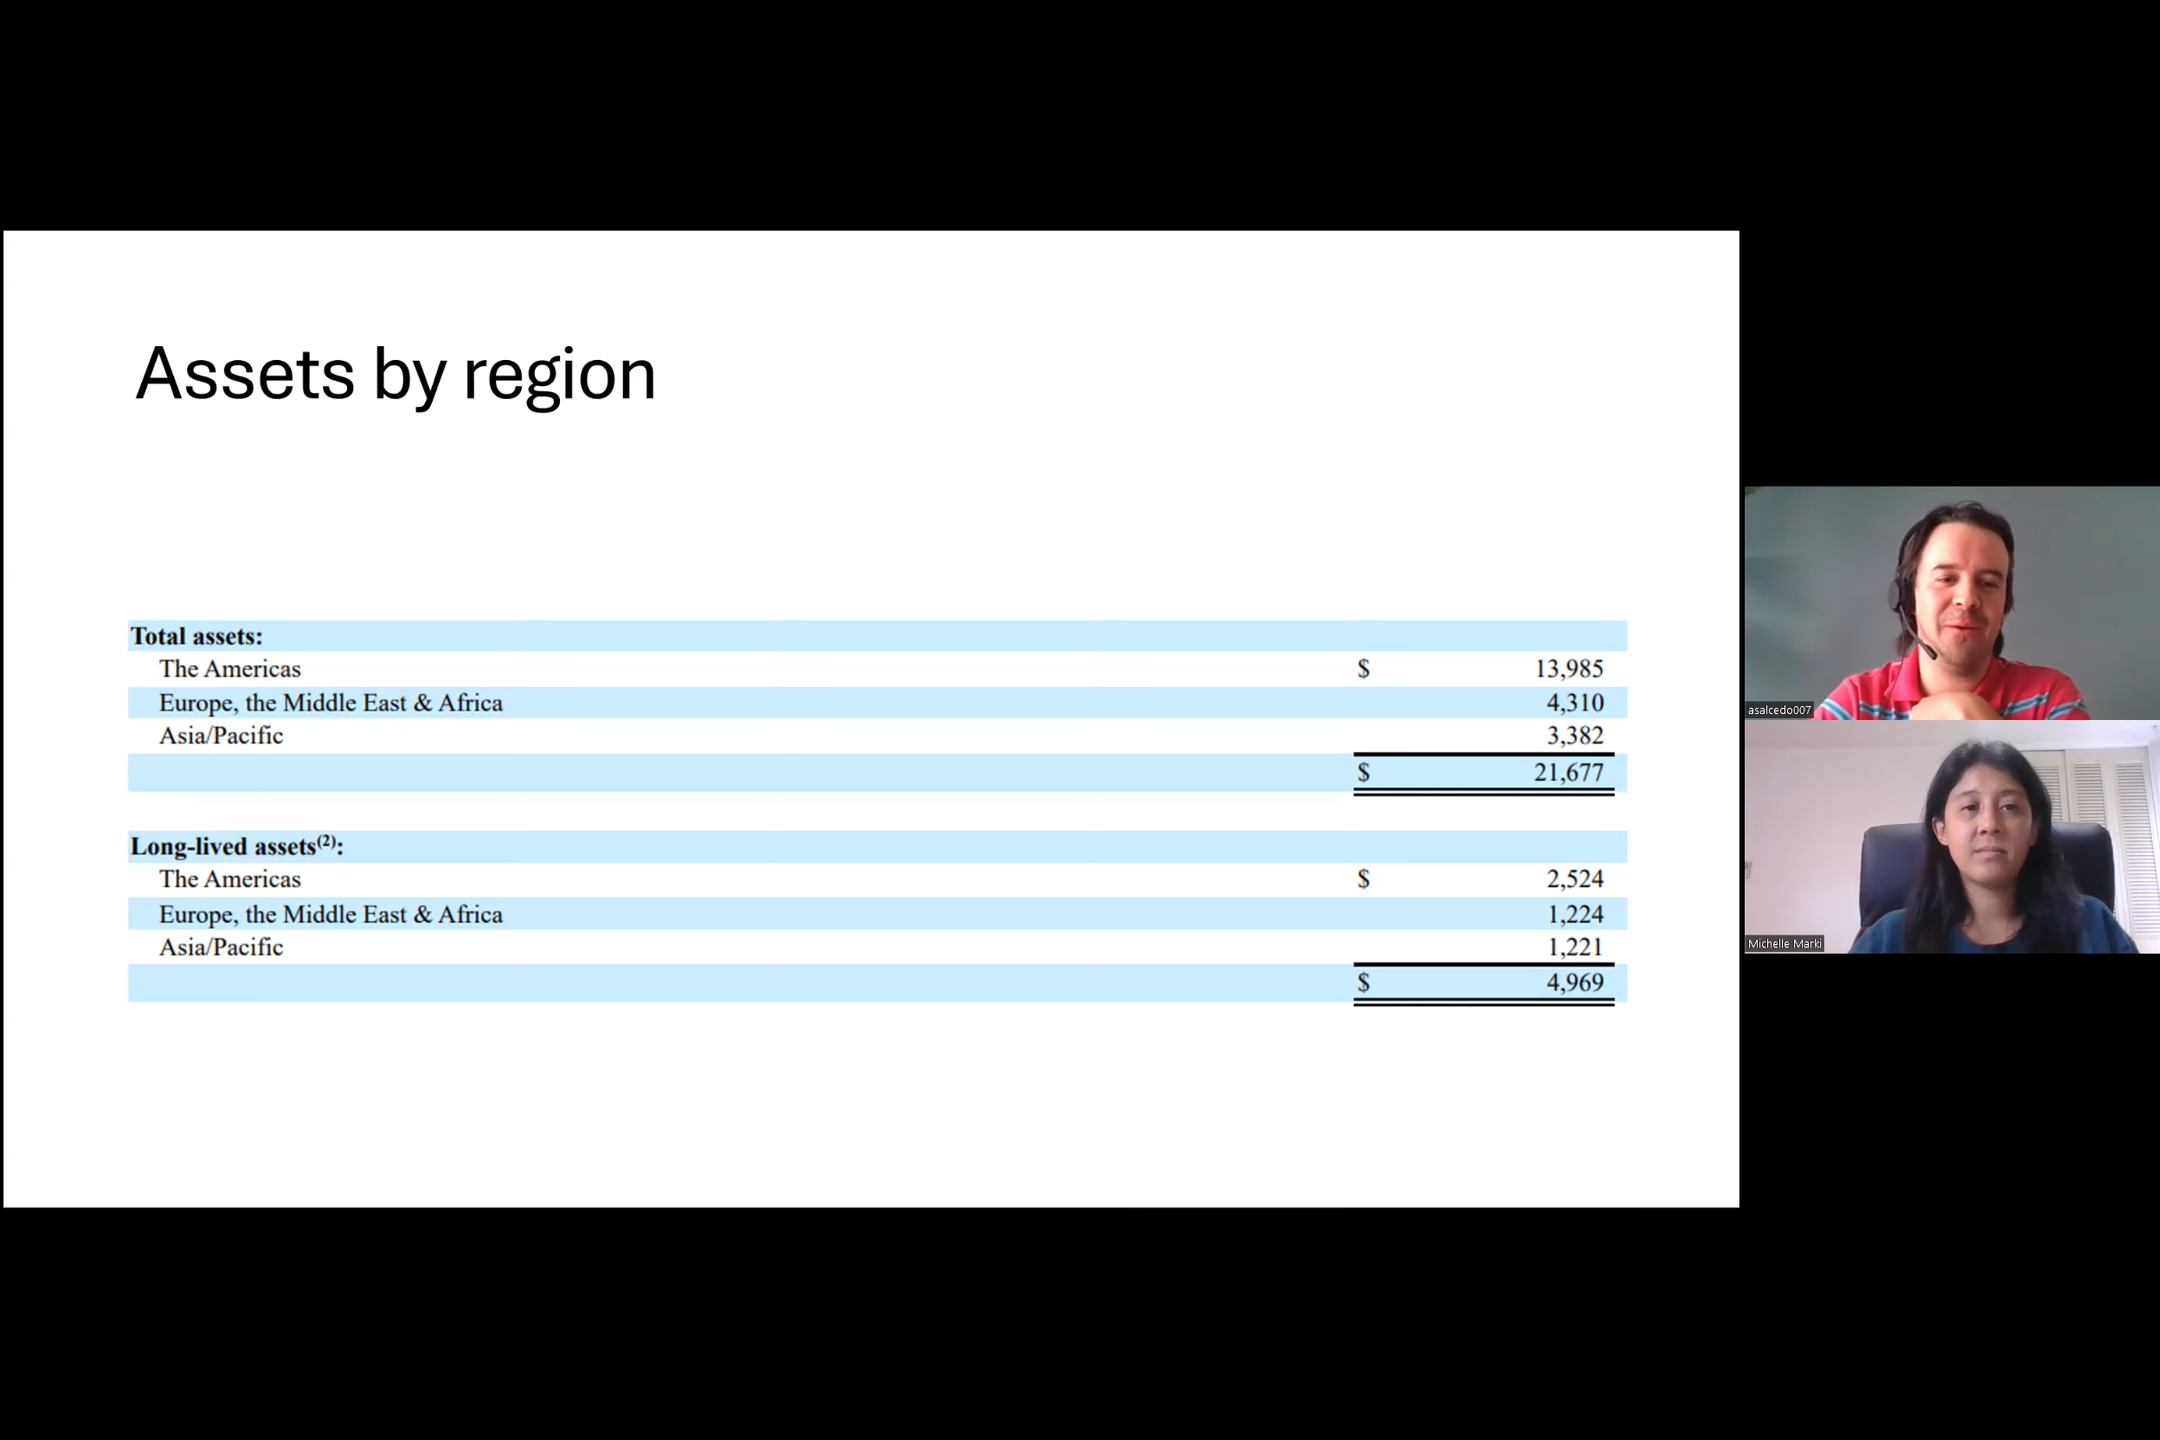 Assets by region
Total assets:
The Americas $ 13,985
Europe, the Middle East & Africa 4,310
Asia/Pacific 3,382
$ 21,677
Long-lived assets(2):
The Americas $ 2,524
Europe, the Middle East & Africa 1,224
Asia/Pacific 1,221
$ 4,969
asalcedo007
Michelle Marki